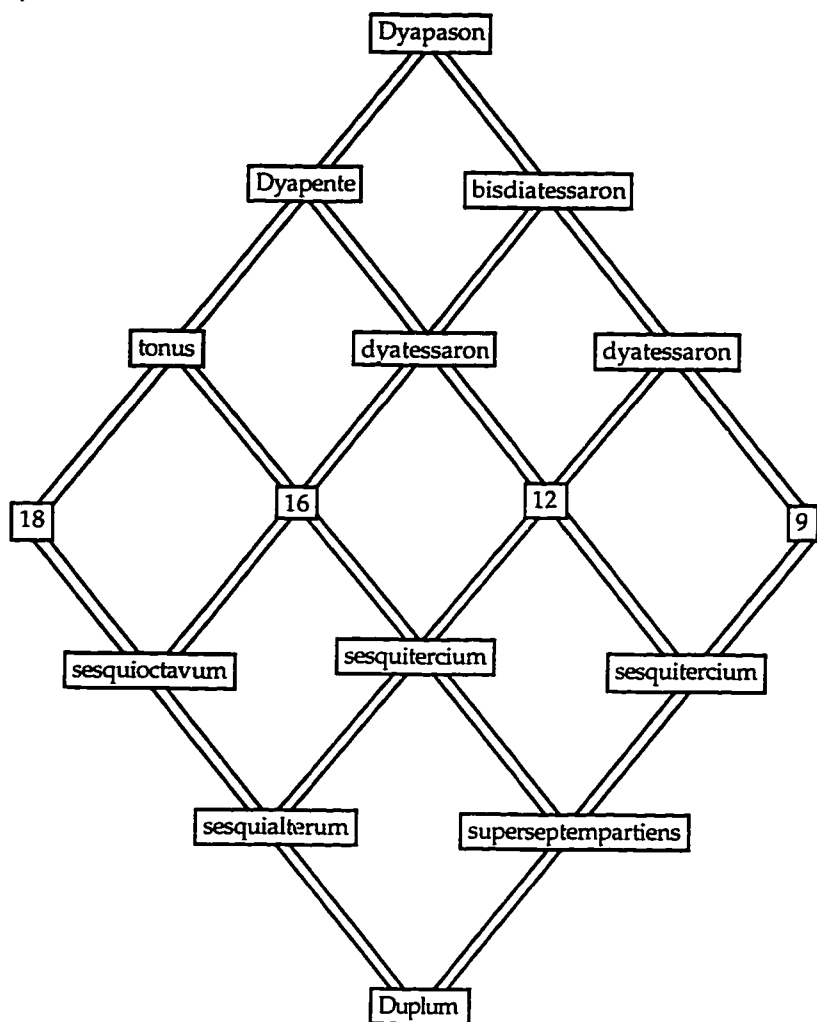 Dyapason
Dyapente bisdiatessaron
tonus dyatessaron dyatessaron
18 16 12 9
sesquioctavum sesquitercium sesquitercium
sesquialterum superseptempartiens
Duplum